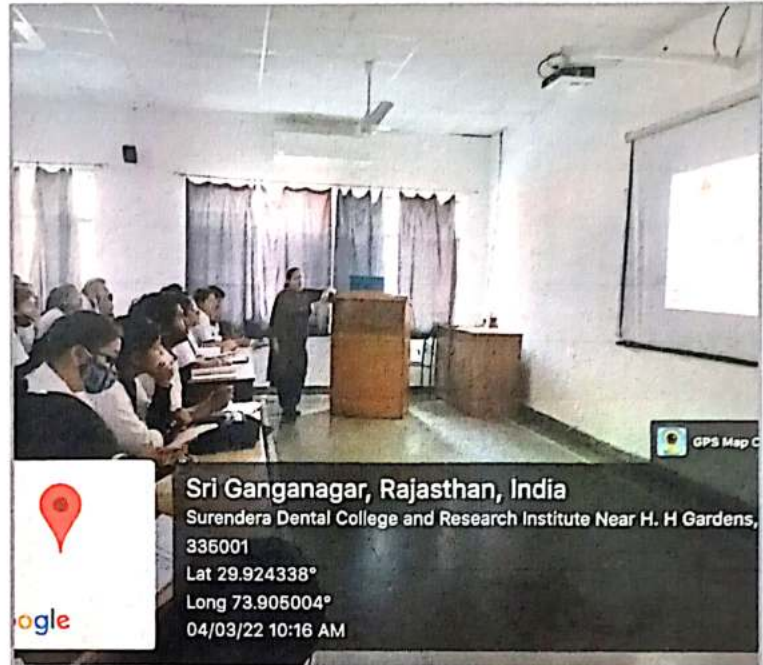 GPS Map C
Sri Ganganagar, Rajasthan, India
Surendera Dental College and Research Institute Near H. H Gardens,
335001
Lat 29.924338°
Long 73.905004°
04/03/22 10:16 AM
ogle